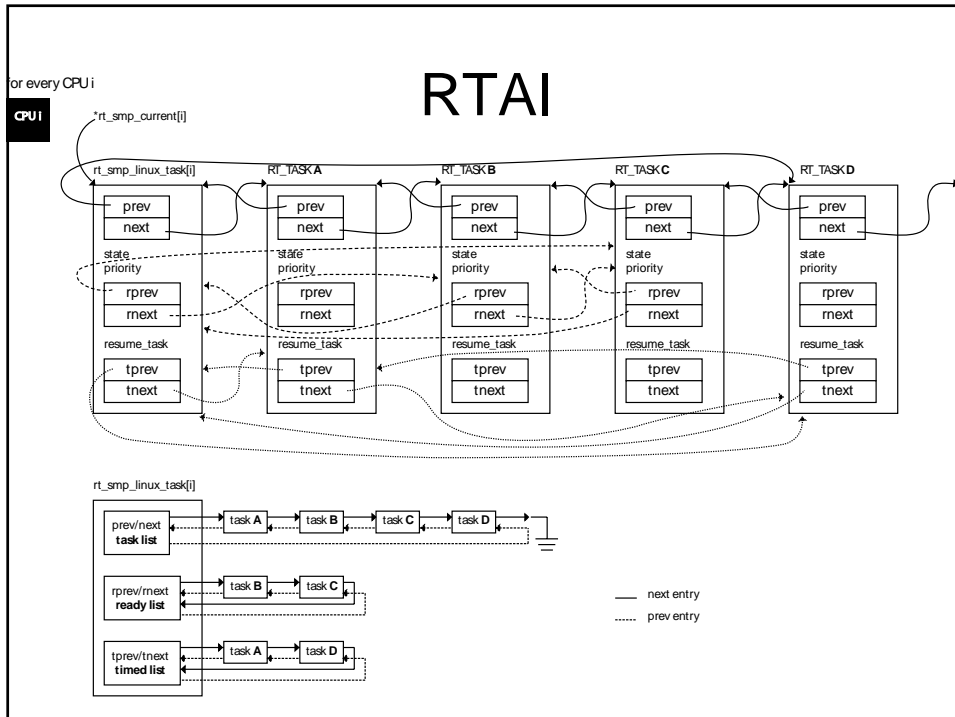 for every CPU i
RTAI
CPU i
*rt_smp_current[i]
rt_smp_linux_task[i]
RT_TASK A
RT_TASK B
RT_TASK C
RT_TASK D
prev
prev
prev
prev
prev
next
next
next
next
next
state
state
state
state
state
priority
priority
priority
priority
priority
rprev
rprev
rprev
rprev
rprev
rnext
rnext
rnext
rnext
rnext
resume_task
resume_task
resume_task
resume_task
resume_task
tprev
tprev
tprev
tprev
tprev
tnext
tnext
tnext
tnext
tnext
rt_smp_linux_task[i]
prev/next
task list
task A
task B
task C
task D
rprev/rnext
ready list
task B
task C
next entry
prev entry
tprev/tnext
timed list
task A
task D